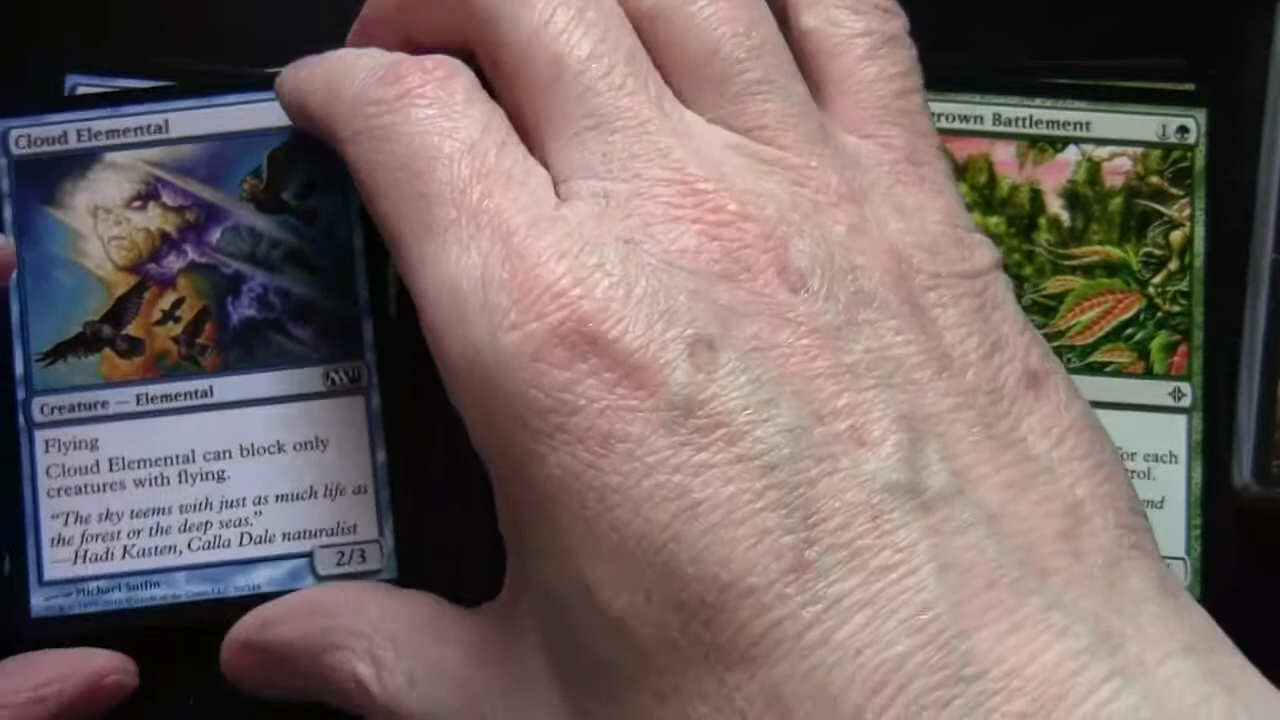 Cloud Elemental
Creature — Elemental
Flying
Cloud Elemental can block only
creatures with flying.
"The sky teems with just as much life as
the forest or the deep seas."
—Hadi Kasten, Calla Dale naturalist
2/3
Michael Sutfin
grown Battlement
1
for each